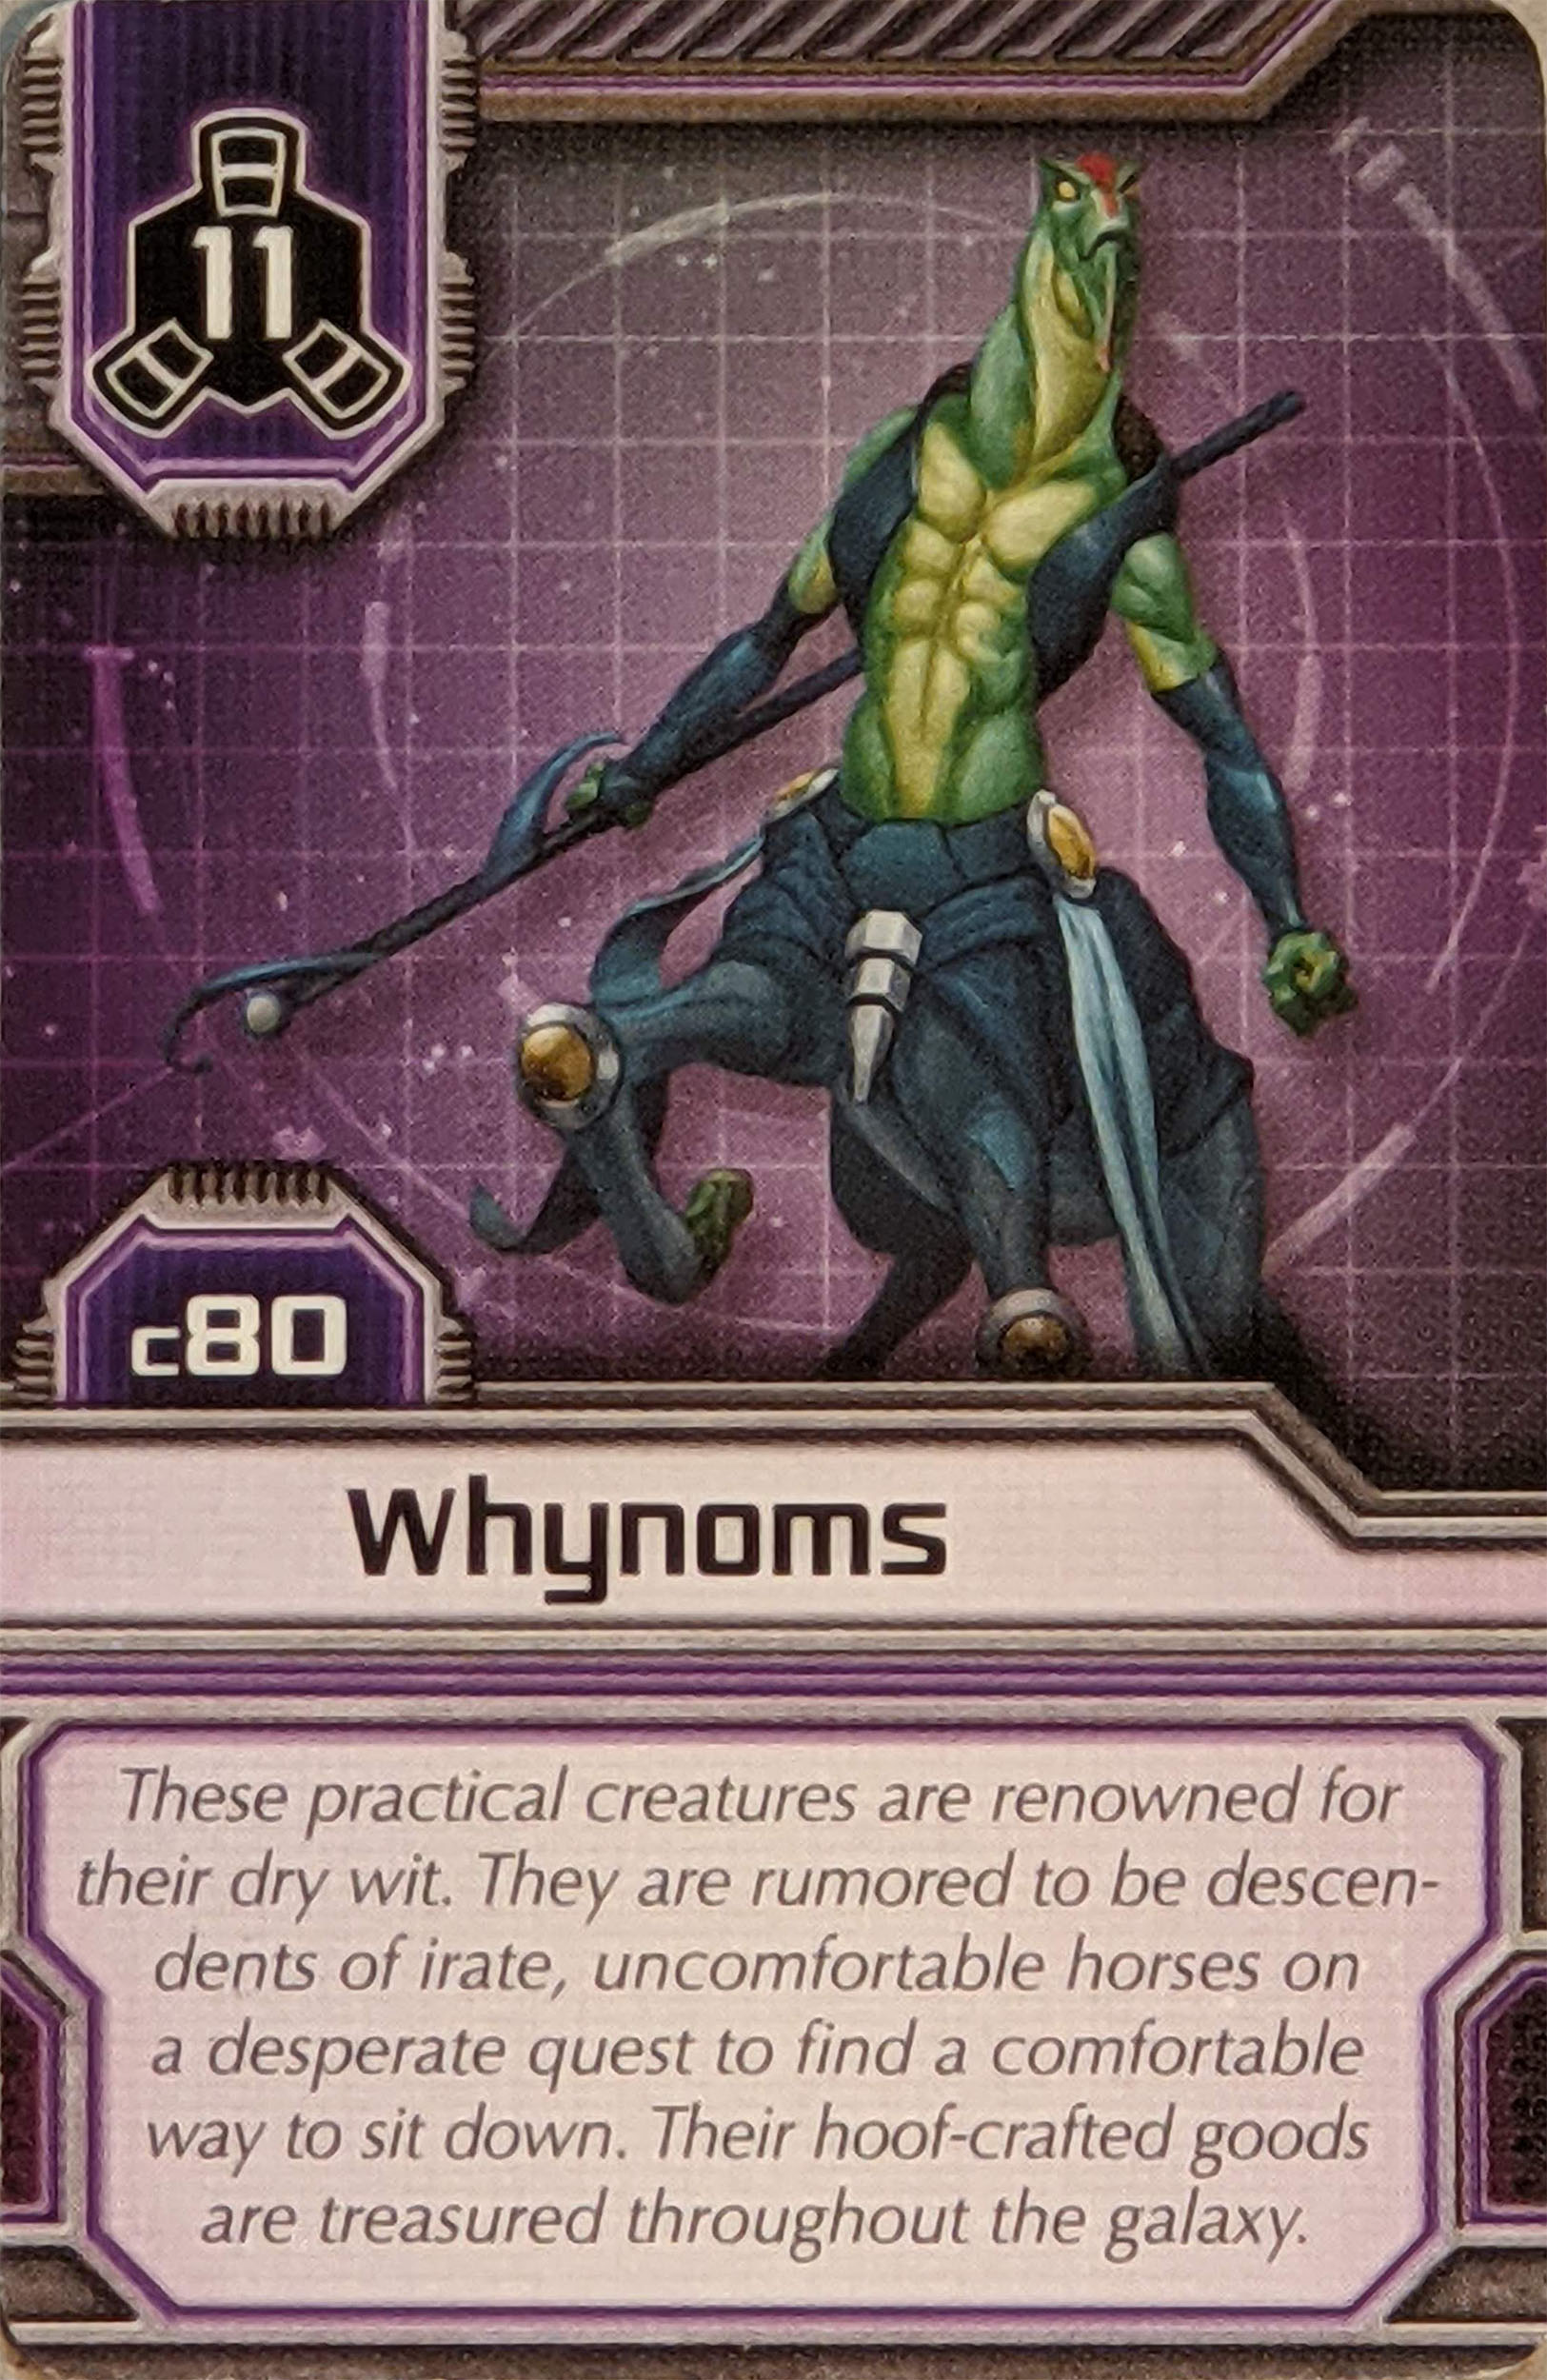 11
c80
Whynoms
These practical creatures are renowned for
their dry wit. They are rumored to be descen-
dents of irate, uncomfortable horses on
a desperate quest to find a comfortable
way to sit down. Their hoof-crafted goods
are treasured throughout the galaxy.